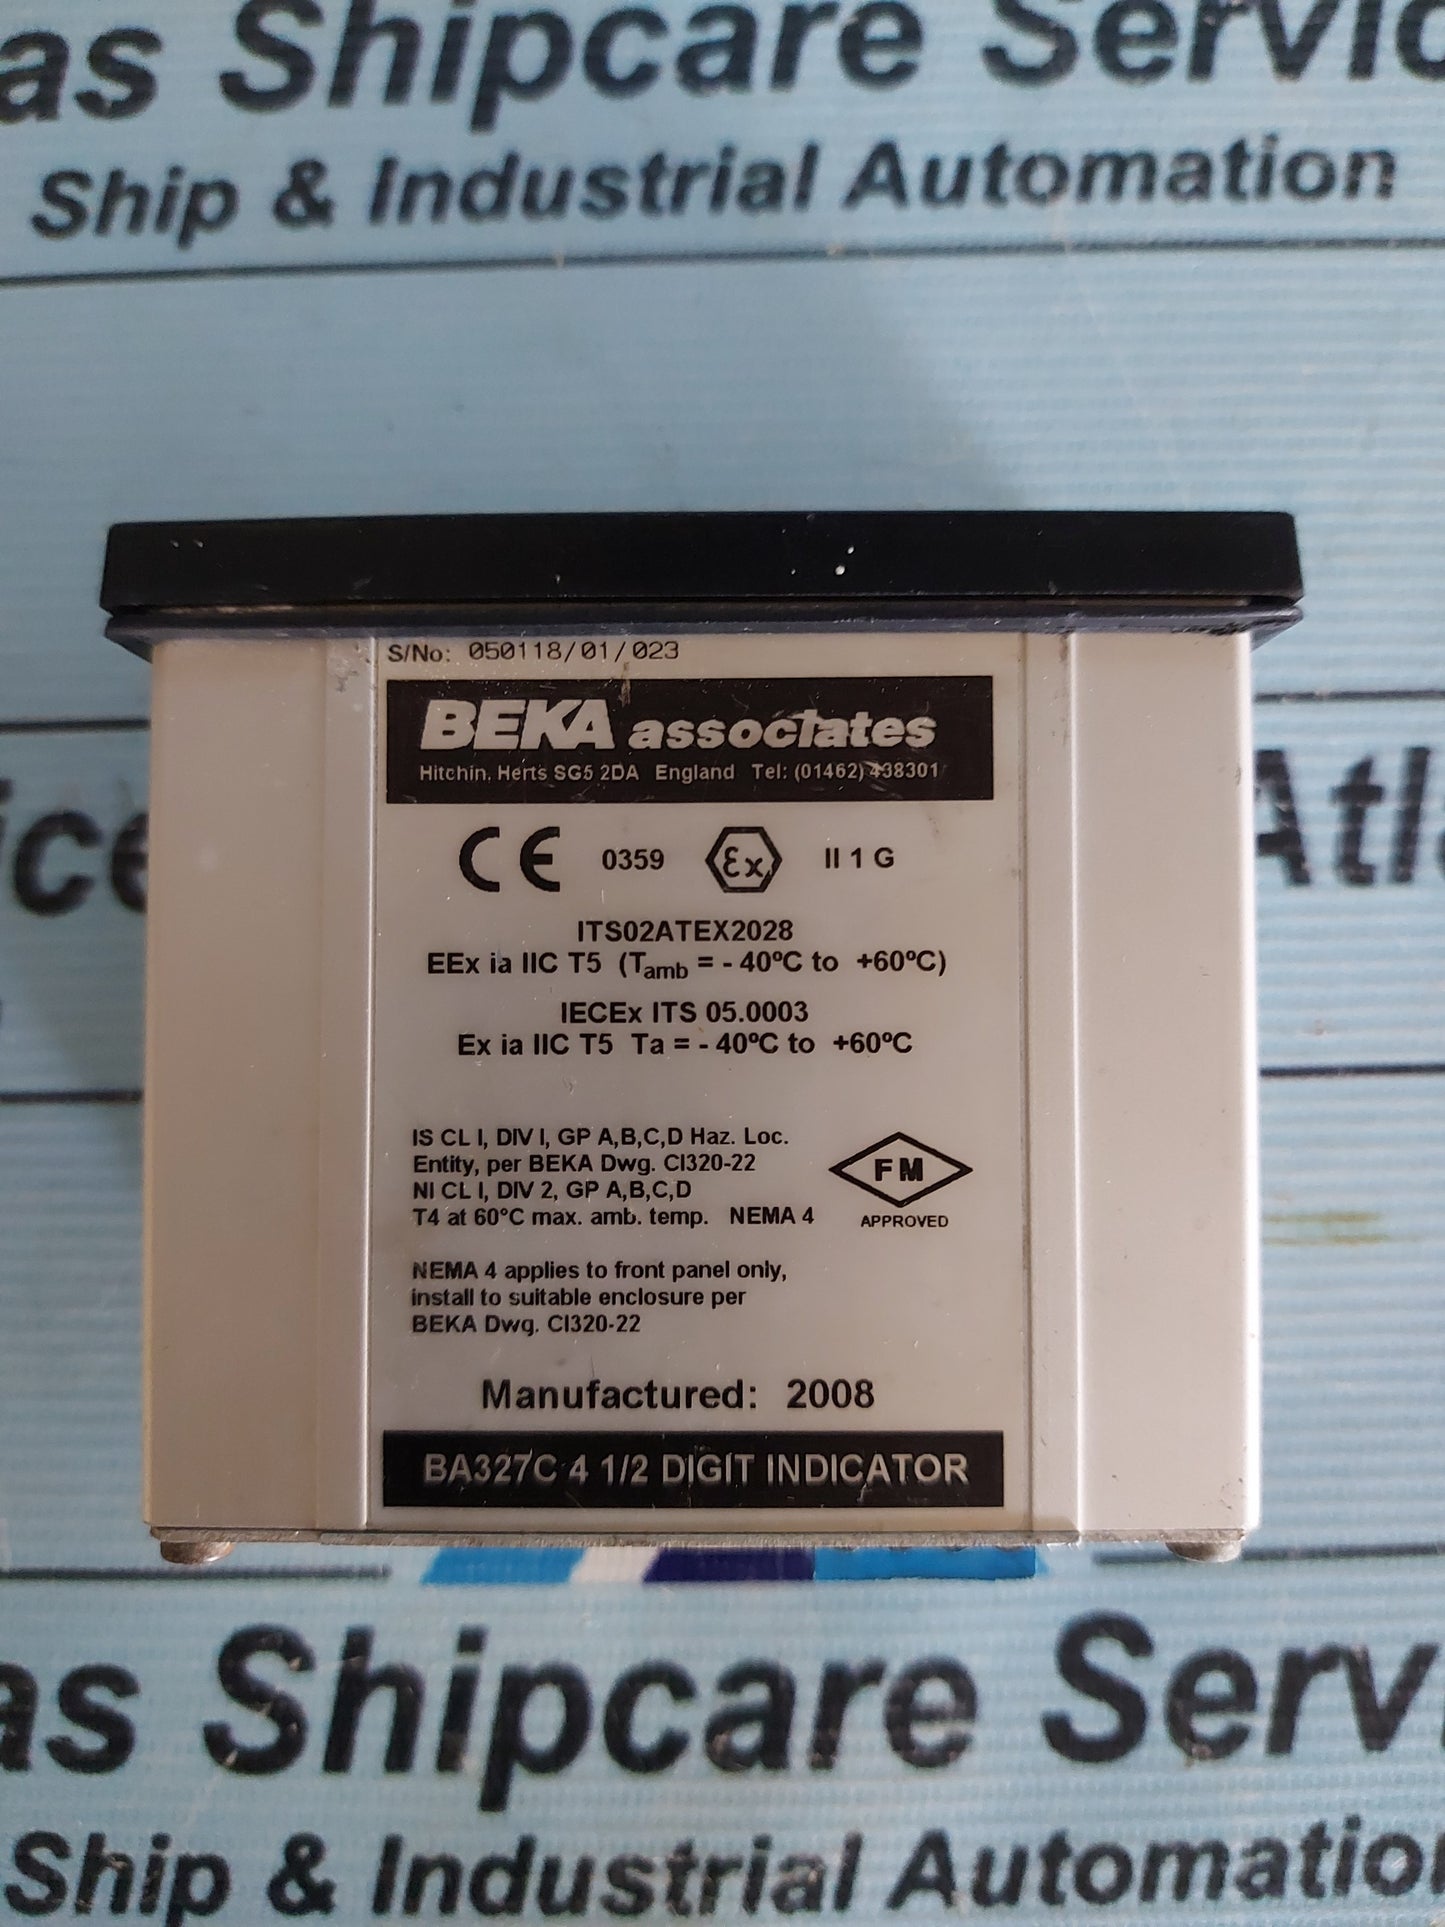 as Shipcare Servic
Ship & Industrial Automation
S/No: 050118/01/023
BEKA associates
Hitchin, Herts SG5 2DA England Tel: (01462) 438301
CE 0359 Ex II 1 G
ITS02ATEX2028
EEx ia IIC T5 (Tamb = - 40ºC to +60ºC)
IECEx ITS 05.0003
Ex ia IIC T5 Ta = - 40ºC to +60ºC
IS CL I, DIV I, GP A,B,C,D Haz. Loc.
Entity, per BEKA Dwg. CI320-22
NI CL I, DIV 2, GP A,B,C,D
T4 at 60°C max. amb. temp. NEMA 4
FM
APPROVED
NEMA 4 applies to front panel only,
install to suitable enclosure per
BEKA Dwg. CI320-22
Manufactured: 2008
BA327C 4 1/2 DIGIT INDICATOR
ice
Atl
as Shipcare Serv
Ship & Industrial Automation